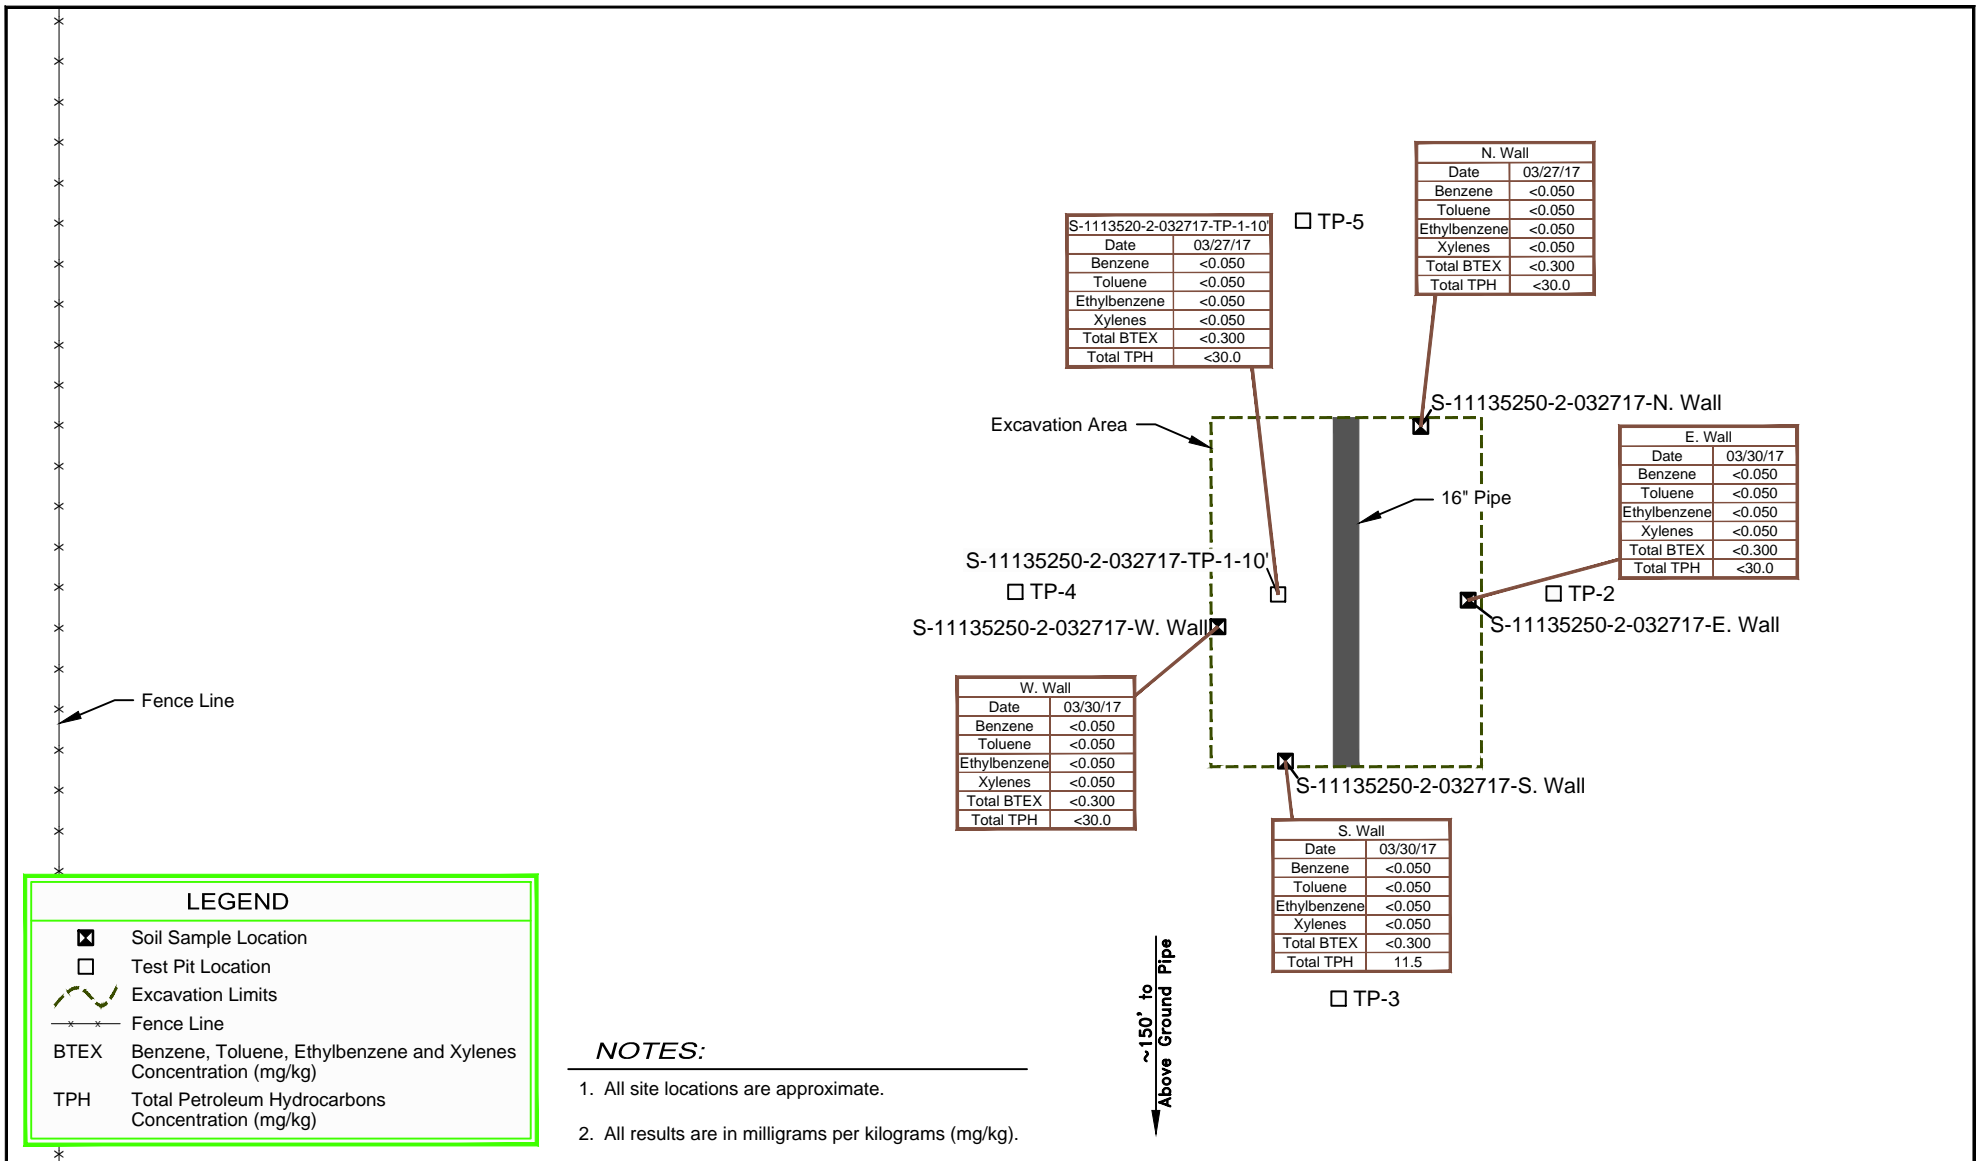 N. Wall
Date 03/27/17
Benzene <0.050
Toluene <0.050
Ethylbenzene <0.050
Xylenes <0.050
Total BTEX <0.300
Total TPH <30.0
S-1113520-2-032717-TP-1-10'
Date 03/27/17
Benzene <0.050
Toluene <0.050
Ethylbenzene <0.050
Xylenes <0.050
Total BTEX <0.300
Total TPH <30.0
TP-5
S-11135250-2-032717-N. Wall
Excavation Area
E. Wall
Date 03/30/17
Benzene <0.050
Toluene <0.050
Ethylbenzene <0.050
Xylenes <0.050
Total BTEX <0.300
Total TPH <30.0
16" Pipe
S-11135250-2-032717-TP-1-10'
TP-4
TP-2
S-11135250-2-032717-W. Wall
S-11135250-2-032717-E. Wall
Fence Line
W. Wall
Date 03/30/17
Benzene <0.050
Toluene <0.050
Ethylbenzene <0.050
Xylenes <0.050
Total BTEX <0.300
Total TPH <30.0
S-11135250-2-032717-S. Wall
S. Wall
Date 03/30/17
Benzene <0.050
Toluene <0.050
Ethylbenzene <0.050
Xylenes <0.050
Total BTEX <0.300
Total TPH 11.5
TP-3
~150' to
Above Ground Pipe
LEGEND
Soil Sample Location
Test Pit Location
Excavation Limits
Fence Line
BTEX Benzene, Toluene, Ethylbenzene and Xylenes
Concentration (mg/kg)
TPH Total Petroleum Hydrocarbons
Concentration (mg/kg)
NOTES:
1. All site locations are approximate.
2. All results are in milligrams per kilograms (mg/kg).